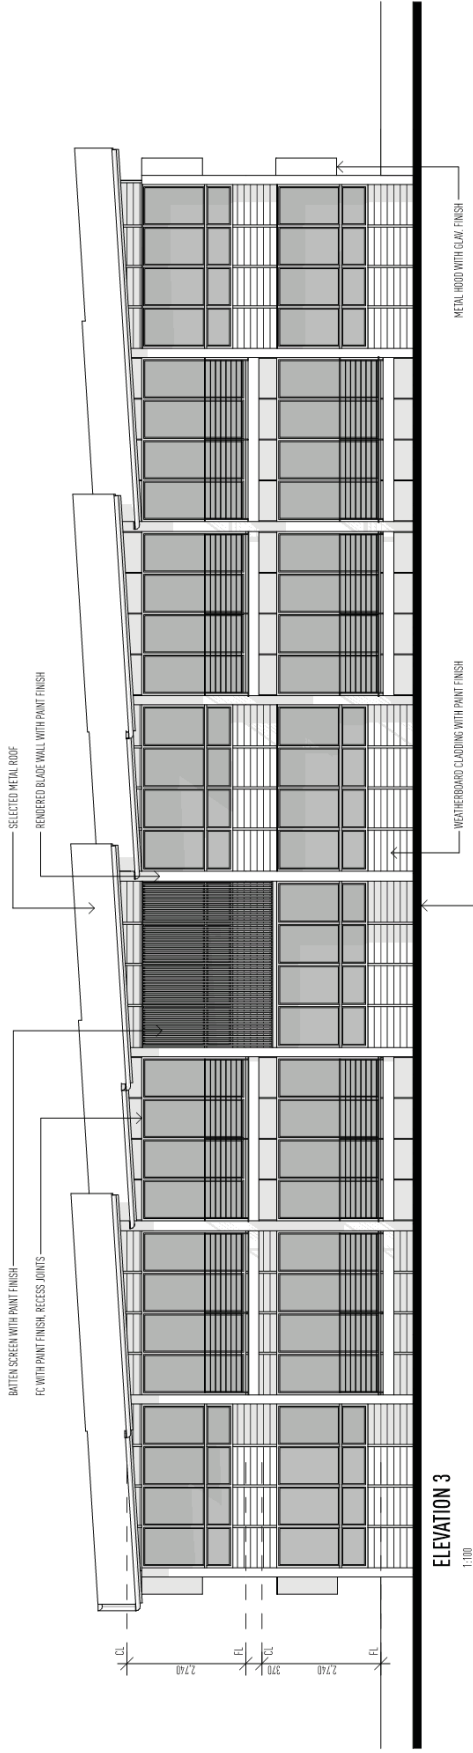 BATTEN SCREEN WITH PAINT FINISH
FC WITH PAINT FINISH, RECESS JOINTS
SELECTED METAL ROOF
RENDERED BLADE WALL WITH PAINT FINISH
CL
2,740
FL
CL
370
2,740
FL
WEATHERBOARD CLADDING WITH PAINT FINISH
METAL HOOD WITH GLAV. FINISH
ELEVATION 3
1:100